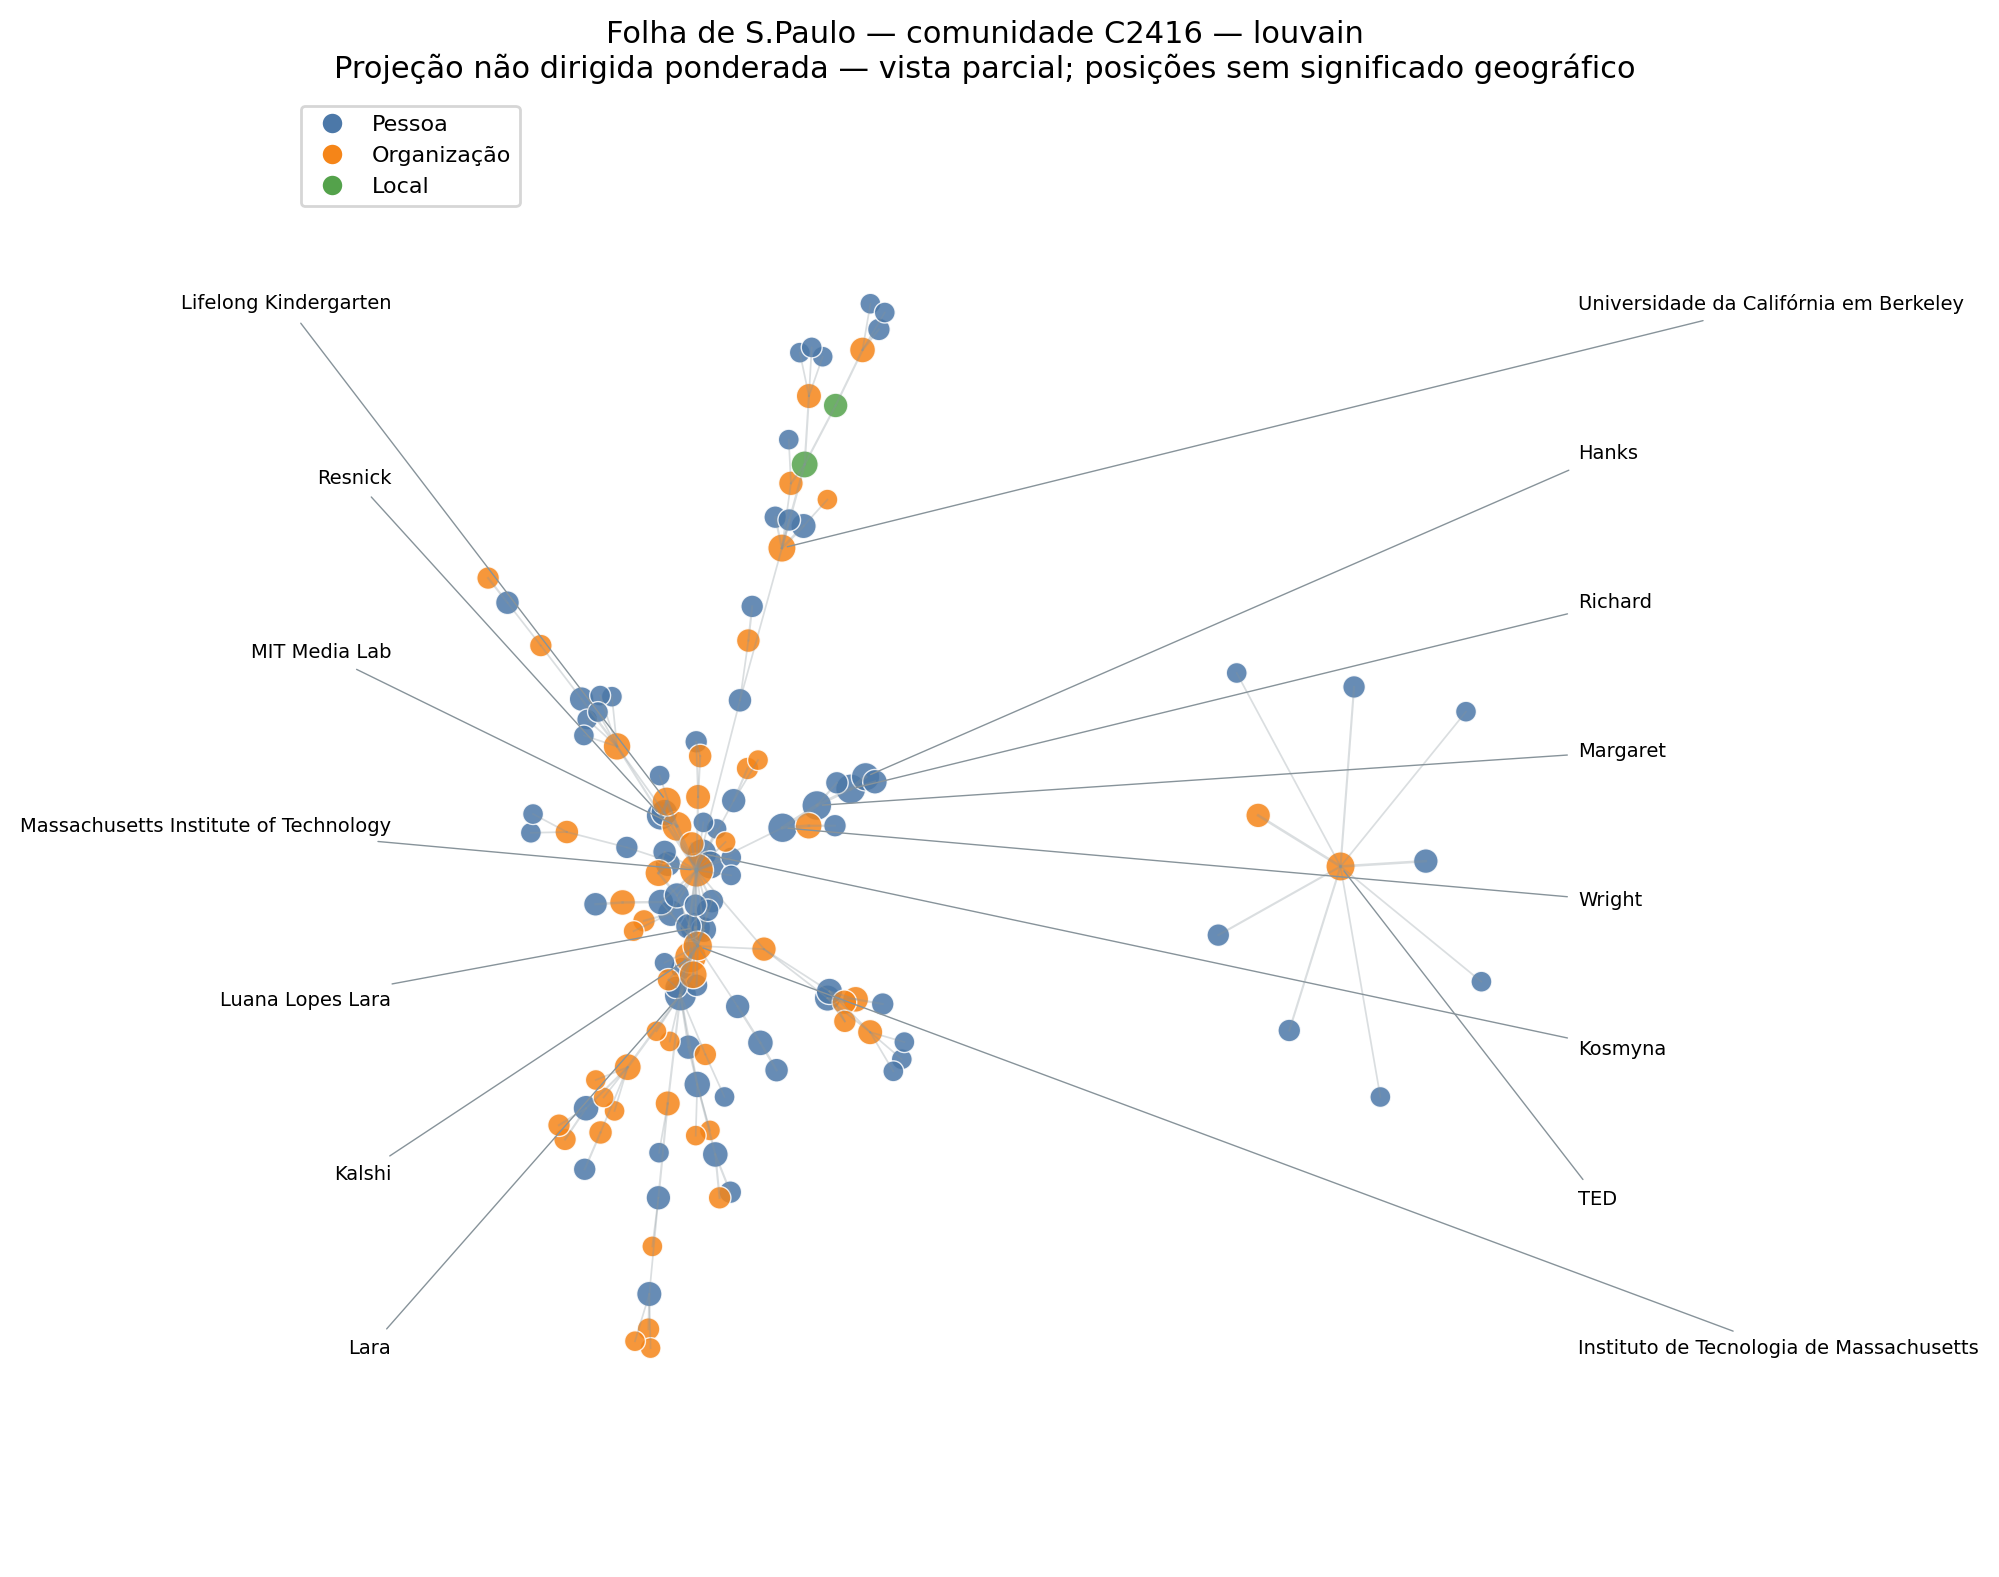 Folha de S.Paulo — comunidade C2416 — louvain
Projeção não dirigida ponderada — vista parcial; posições sem significado geográfico
Pessoa
Organização
Local
Lifelong Kindergarten
Resnick
MIT Media Lab
Massachusetts Institute of Technology
Luana Lopes Lara
Kalshi
Lara
Universidade da Califórnia em Berkeley
Hanks
Richard
Margaret
Wright
Kosmyna
TED
Instituto de Tecnologia de Massachusetts